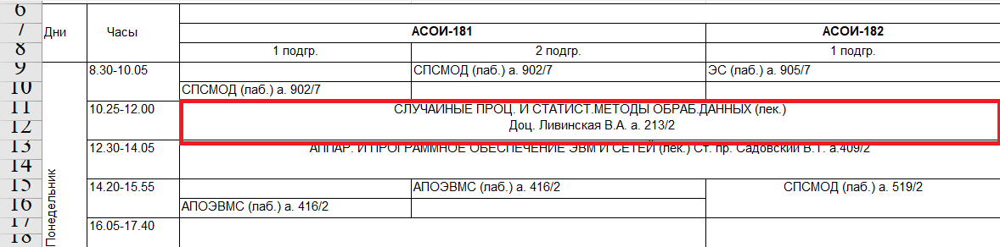 6
7 Дни Часы АСОИ-181 АСОИ-182
8 1 подгр. 2 подгр. 1 подгр.
9 8.30-10.05 СПСМОД (лаб.) а. 902/7 ЭС (лаб.) а. 905/7
10 СПСМОД (лаб.) а. 902/7
11 10.25-12.00 СЛУЧАЙНЫЕ ПРОЦ. И СТАТИСТ.МЕТОДЫ ОБРАБ.ДАННЫХ (лек.)
12 Доц. Ливинская В.А. а. 213/2
13 12.30-14.05 АППАР. И ПРОГРАММНОЕ ОБЕСПЕЧЕНИЕ ЭВМ И СЕТЕЙ (лек.) Ст. пр. Садовский В.Т. а.409/2
14
15 14.20-15.55 АПОЭВМС (лаб.) а. 416/2 СПСМОД (лаб.) а. 519/2
16 АПОЭВМС (лаб.) а. 416/2
17 16.05-17.40
18
Понедельник